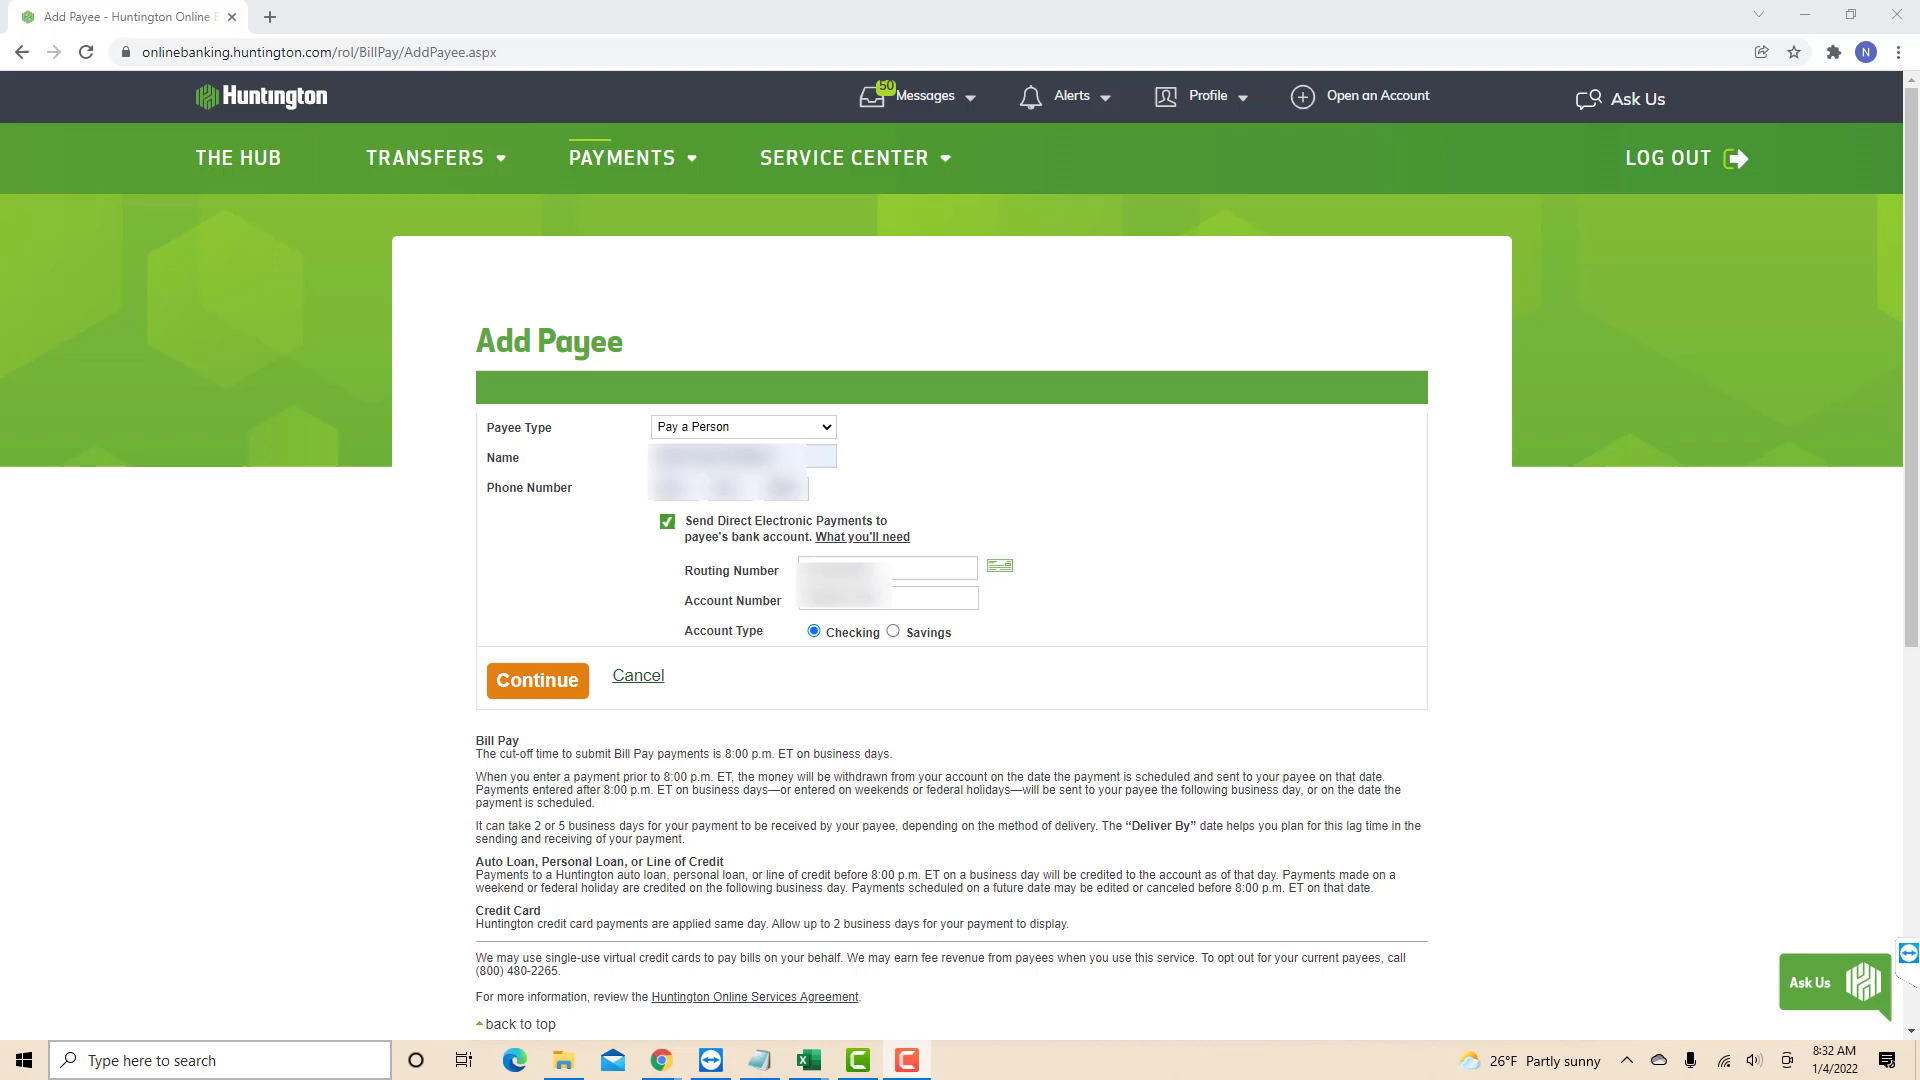 Add Payee - Huntington Online
onlinebanking.huntington.com/rol/BillPay/AddPayee.aspx
N
Huntington
50
Messages
Alerts
Profile
Open an Account
Ask Us
THE HUB
TRANSFERS
PAYMENTS
SERVICE CENTER
LOG OUT
Add Payee
Payee Type
Pay a Person
Name
Phone Number
Send Direct Electronic Payments to
payee's bank account. What you'll need
Routing Number
Account Number
Account Type
Checking
Savings
Continue
Cancel
Bill Pay
The cut-off time to submit Bill Pay payments is 8:00 p.m. ET on business days.
When you enter a payment prior to 8:00 p.m. ET, the money will be withdrawn from your account on the date the payment is scheduled and sent to your payee on that date.
Payments entered after 8:00 p.m. ET on business days—or entered on weekends or federal holidays—will be sent to your payee the following business day, or on the date the
payment is scheduled.
It can take 2 or 5 business days for your payment to be received by your payee, depending on the method of delivery. The “Deliver By” date helps you plan for this lag time in the
sending and receiving of your payment.
Auto Loan, Personal Loan, or Line of Credit
Payments to a Huntington auto loan, personal loan, or line of credit before 8:00 p.m. ET on a business day will be credited to the account as of that day. Payments made on a
weekend or federal holiday are credited on the following business day. Payments scheduled on a future date may be edited or canceled before 8:00 p.m. ET on that date.
Credit Card
Huntington credit card payments are applied same day. Allow up to 2 business days for your payment to display.
We may use single-use virtual credit cards to pay bills on your behalf. We may earn fee revenue from payees when you use this service. To opt out for your current payees, call
(800) 480-2265.
For more information, review the Huntington Online Services Agreement.
back to top
Ask Us
Type here to search
26°F Partly sunny
8:32 AM
1/4/2022